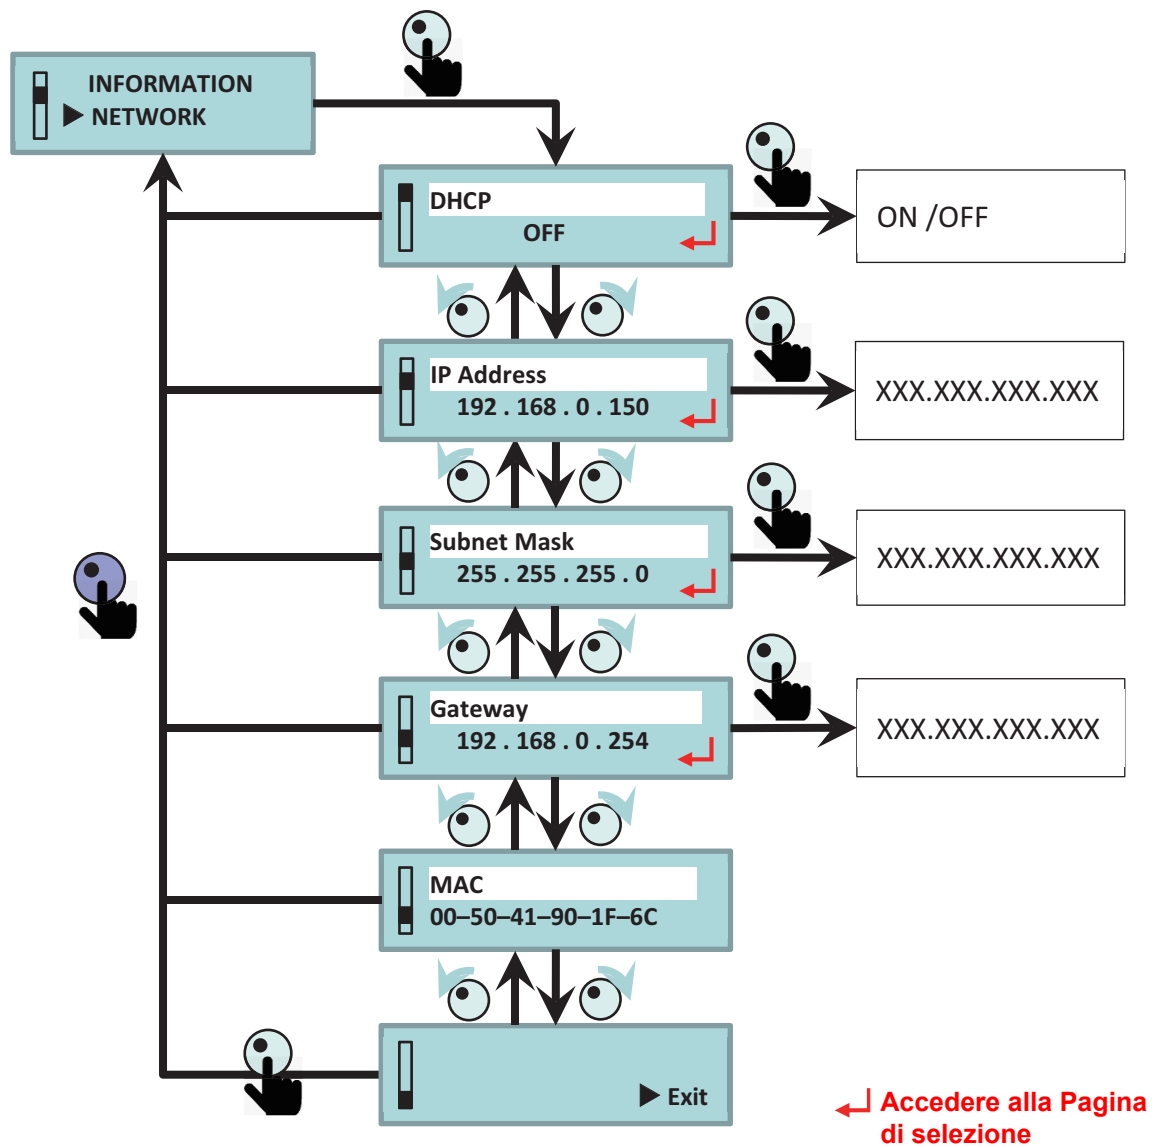 INFORMATION
▶ NETWORK
DHCP
OFF
ON /OFF
IP Address
192 . 168 . 0 . 150
XXX.XXX.XXX.XXX
Subnet Mask
255 . 255 . 255 . 0
XXX.XXX.XXX.XXX
Gateway
192 . 168 . 0 . 254
XXX.XXX.XXX.XXX
MAC
00–50–41–90–1F–6C
▶ Exit
Accedere alla Pagina
di selezione